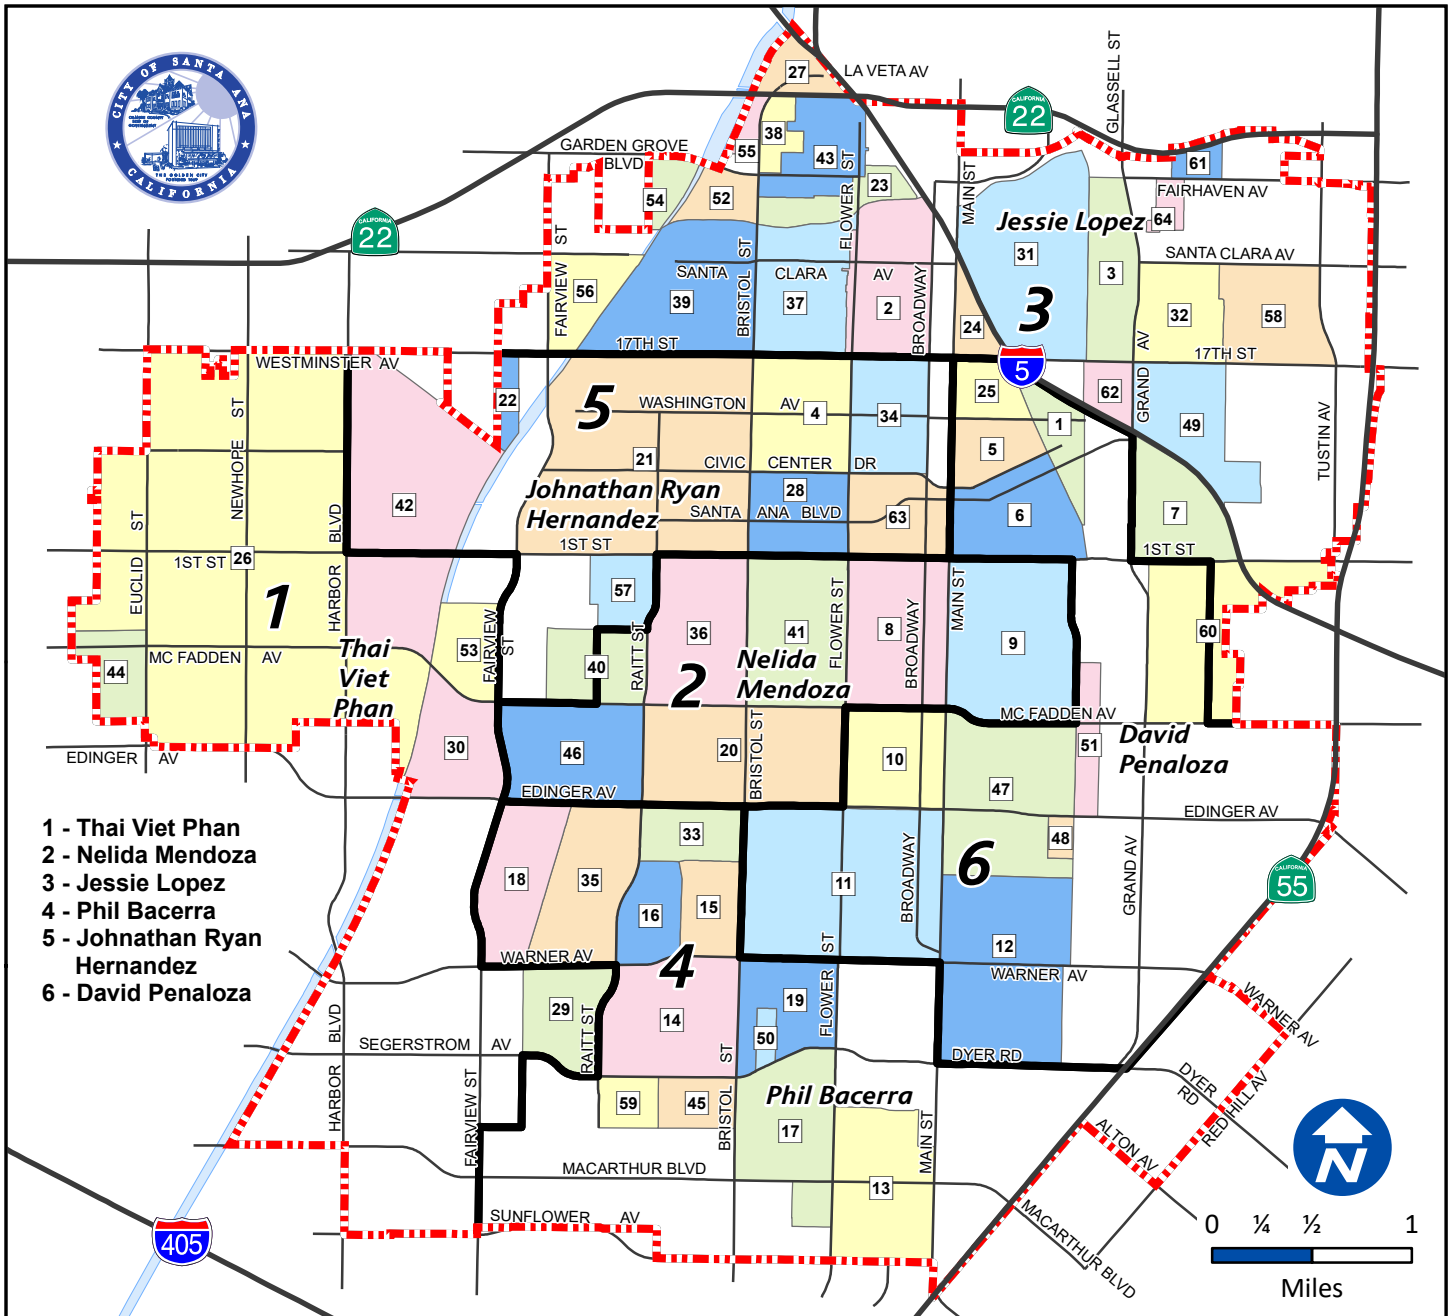 CITY OF SANTA ANA
CALIFORNIA
THE GOLDEN CITY
27
LA VETA AV
GLASSELL ST
CALIFORNIA
22
38
55
43
GARDEN GROVE
BLVD
FLOWER ST
23
MAIN ST
61
FAIRHAVEN AV
54
52
64
CALIFORNIA
22
Jessie Lopez
FAIRVIEW ST
BRISTOL ST
31
SANTA CLARA AV
SANTA CLARA AV
3
56
39
37
2
BROADWAY
24
3
32
58
17TH ST
17TH ST
GRAND AV
5
WESTMINSTER AV
22
5
WASHINGTON AV
4
34
25
62
1
49
NEWHOPE ST
TUSTIN AV
21
CIVIC CENTER DR
5
42
Johnathan Ryan
Hernandez
28
SANTA ANA BLVD
63
6
7
EUCLID ST
HARBOR BLVD
1ST ST
26
1ST ST
1ST ST
1
57
MAIN ST
53
FAIRVIEW ST
RAITT ST
36
41
FLOWER ST
8
BROADWAY
9
60
MC FADDEN AV
44
Thai
Viet
Phan
40
2
Nelida
Mendoza
MC FADDEN AV
David
Penaloza
30
46
20
BRISTOL ST
10
51
EDINGER AV
EDINGER AV
47
EDINGER AV
1 - Thai Viet Phan
2 - Nelida Mendoza
3 - Jessie Lopez
4 - Phil Bacerra
5 - Johnathan Ryan
Hernandez
6 - David Penaloza
33
48
18
35
16
15
11
BROADWAY
6
GRAND AV
CALIFORNIA
55
WARNER AV
4
12
WARNER AV
WARNER AV
29
RAITT ST
14
19
FLOWER ST
50
HARBOR BLVD
SEGERSTROM AV
DYER RD
DYER
RD
RED HILL AV
FAIRVIEW ST
59
45
BRISTOL ST
Phil Bacerra
17
MAIN ST
ALTON AV
N
MACARTHUR BLVD
13
MACARTHUR BLVD
SUNFLOWER AV
405
0 ¼ ½ 1
Miles